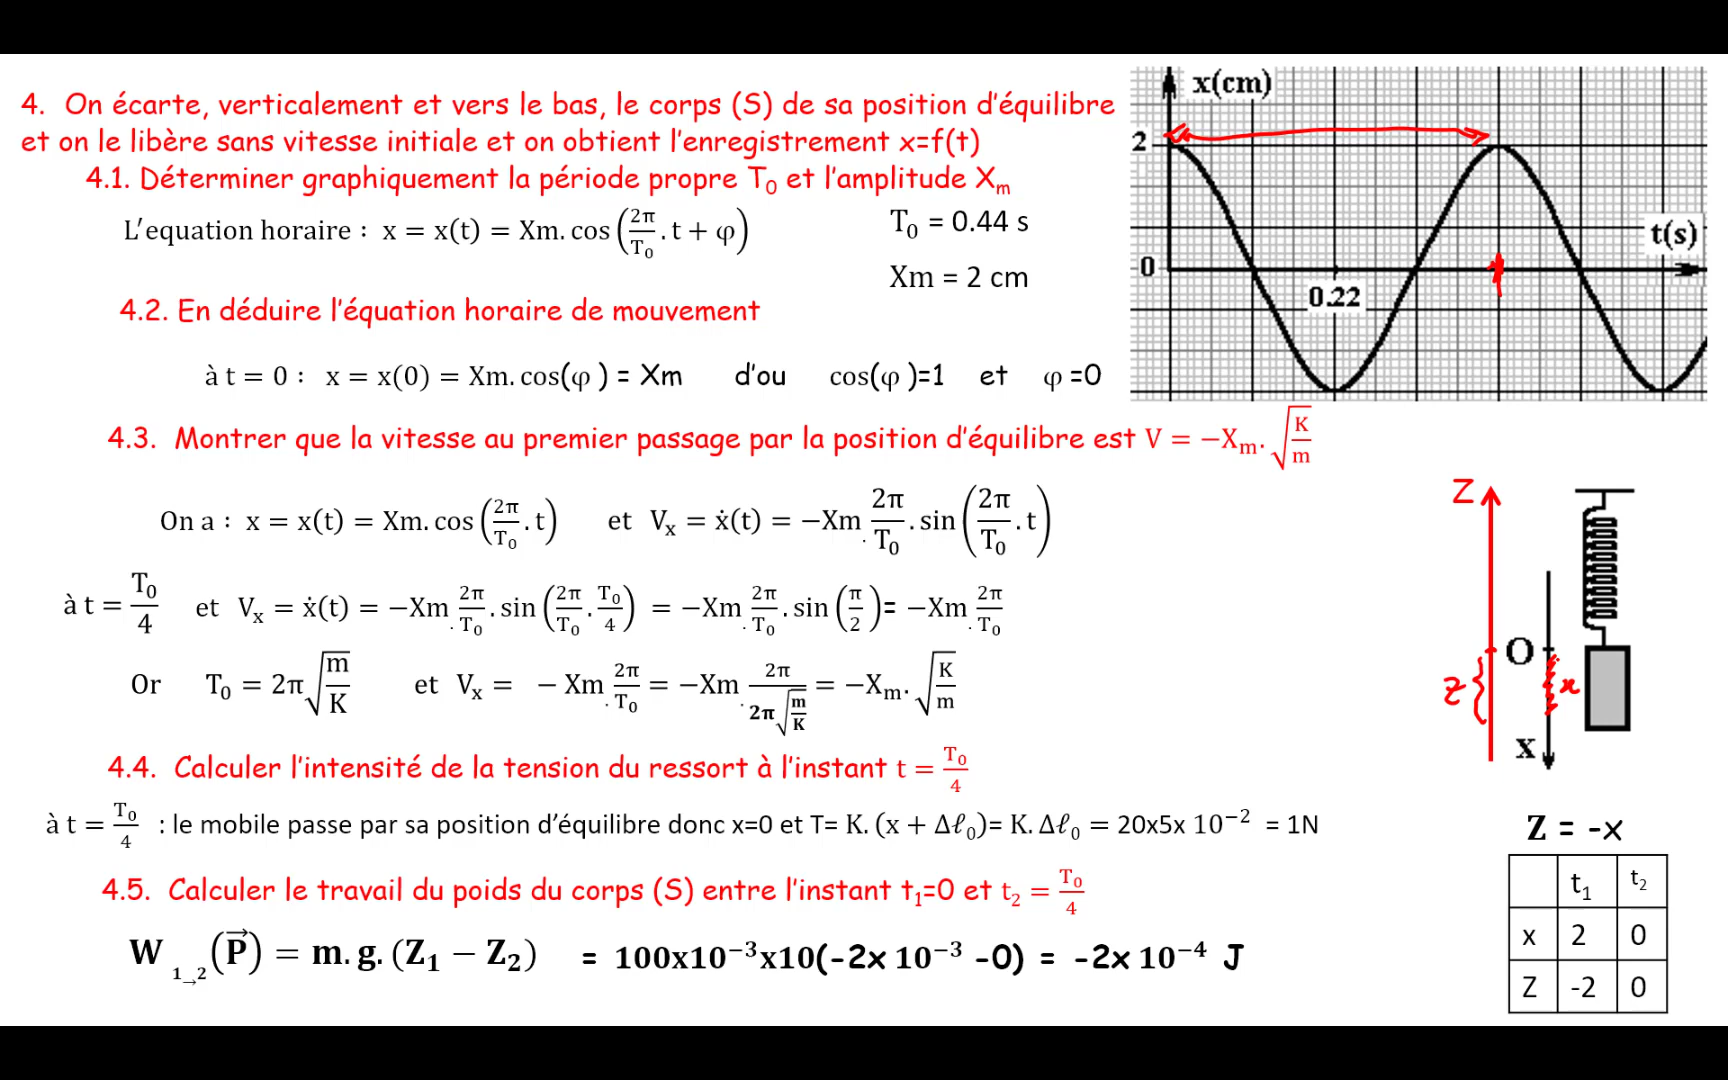 4. On écarte, verticalement et vers le bas, le corps (S) de sa position d'équilibre
et on le libère sans vitesse initiale et on obtient l'enregistrement x=f(t)
4.1. Déterminer graphiquement la période propre T₀ et l'amplitude Xₘ
L'equation horaire : x = x(t) = Xm. cos (2π/T₀ . t + φ)
T₀ = 0.44 s
Xm = 2 cm
4.2. En déduire l'équation horaire de mouvement
à t = 0 : x = x(0) = Xm. cos(φ ) = Xm d'ou cos(φ )=1 et φ =0
x(cm)
2
0
0.22
t(s)
4.3. Montrer que la vitesse au premier passage par la position d'équilibre est V = −Xₘ. √(K/m)
On a : x = x(t) = Xm. cos (2π/T₀ . t) et Vₓ = ẋ(t) = −Xm 2π/T₀ . sin (2π/T₀ . t)
à t = T₀/4 et Vₓ = ẋ(t) = −Xm 2π/T₀ . sin (2π/T₀ . T₀/4) = −Xm 2π/T₀ . sin (π/2)= −Xm 2π/T₀
Or T₀ = 2π√(m/K) et Vₓ = − Xm 2π/T₀ = −Xm 2π/(2π√(m/K)) = −Xₘ. √(K/m)
Z
O
z
x
x
4.4. Calculer l'intensité de la tension du ressort à l'instant t = T₀/4
à t = T₀/4 : le mobile passe par sa position d'équilibre donc x=0 et T= K. (x + Δℓ₀)= K. Δℓ₀ = 20x5x 10⁻² = 1N
4.5. Calculer le travail du poids du corps (S) entre l'instant t₁=0 et t₂ = T₀/4
W₁→₂(P⃗) = m. g. (Z₁ − Z₂) = 100x10⁻³x10(-2x 10⁻³ -0) = -2x 10⁻⁴ J
Z = -x
t₁ t₂
x 2 0
Z -2 0